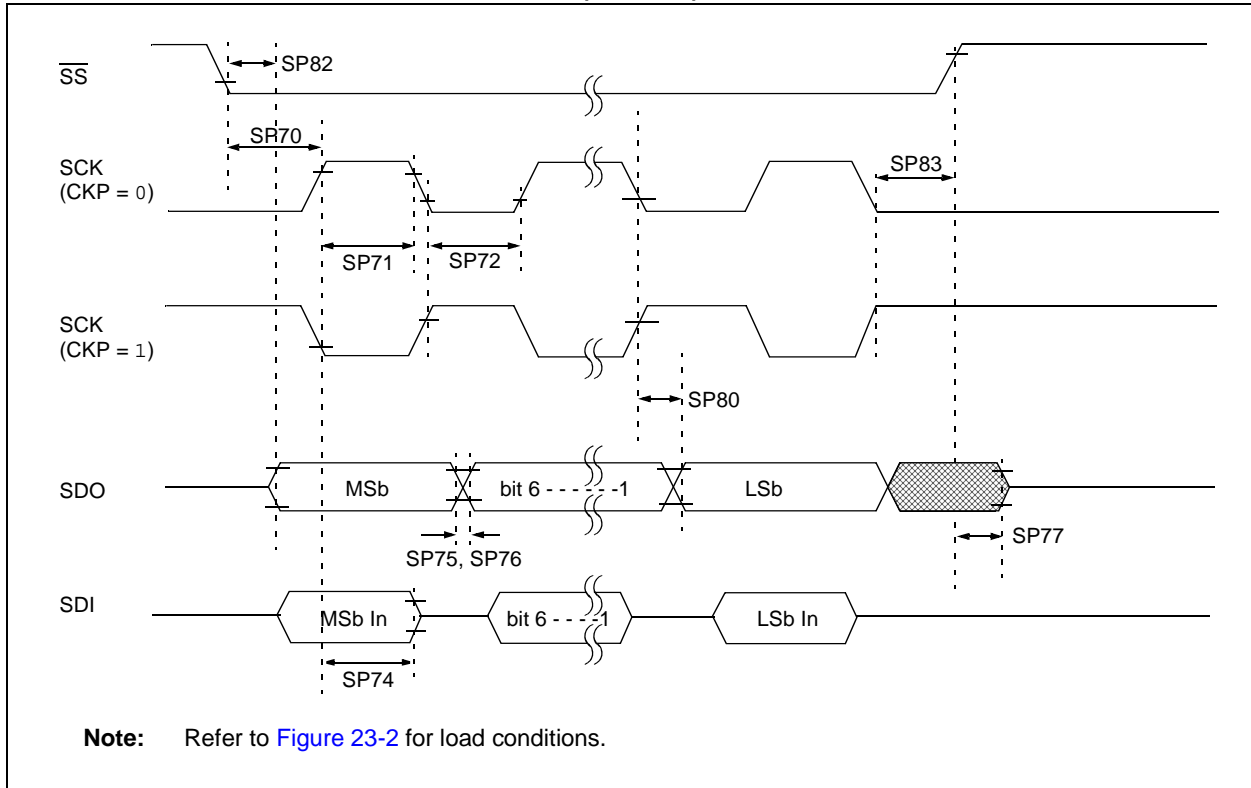 SS
SP82
SP70
SCK
(CKP = 0)
SP83
SP71
SP72
SCK
(CKP = 1)
SP80
SDO
MSb
bit 6 - - - - - -1
LSb
SP75, SP76
SP77
SDI
MSb In
bit 6 - - - -1
LSb In
SP74
Note: Refer to Figure 23-2 for load conditions.